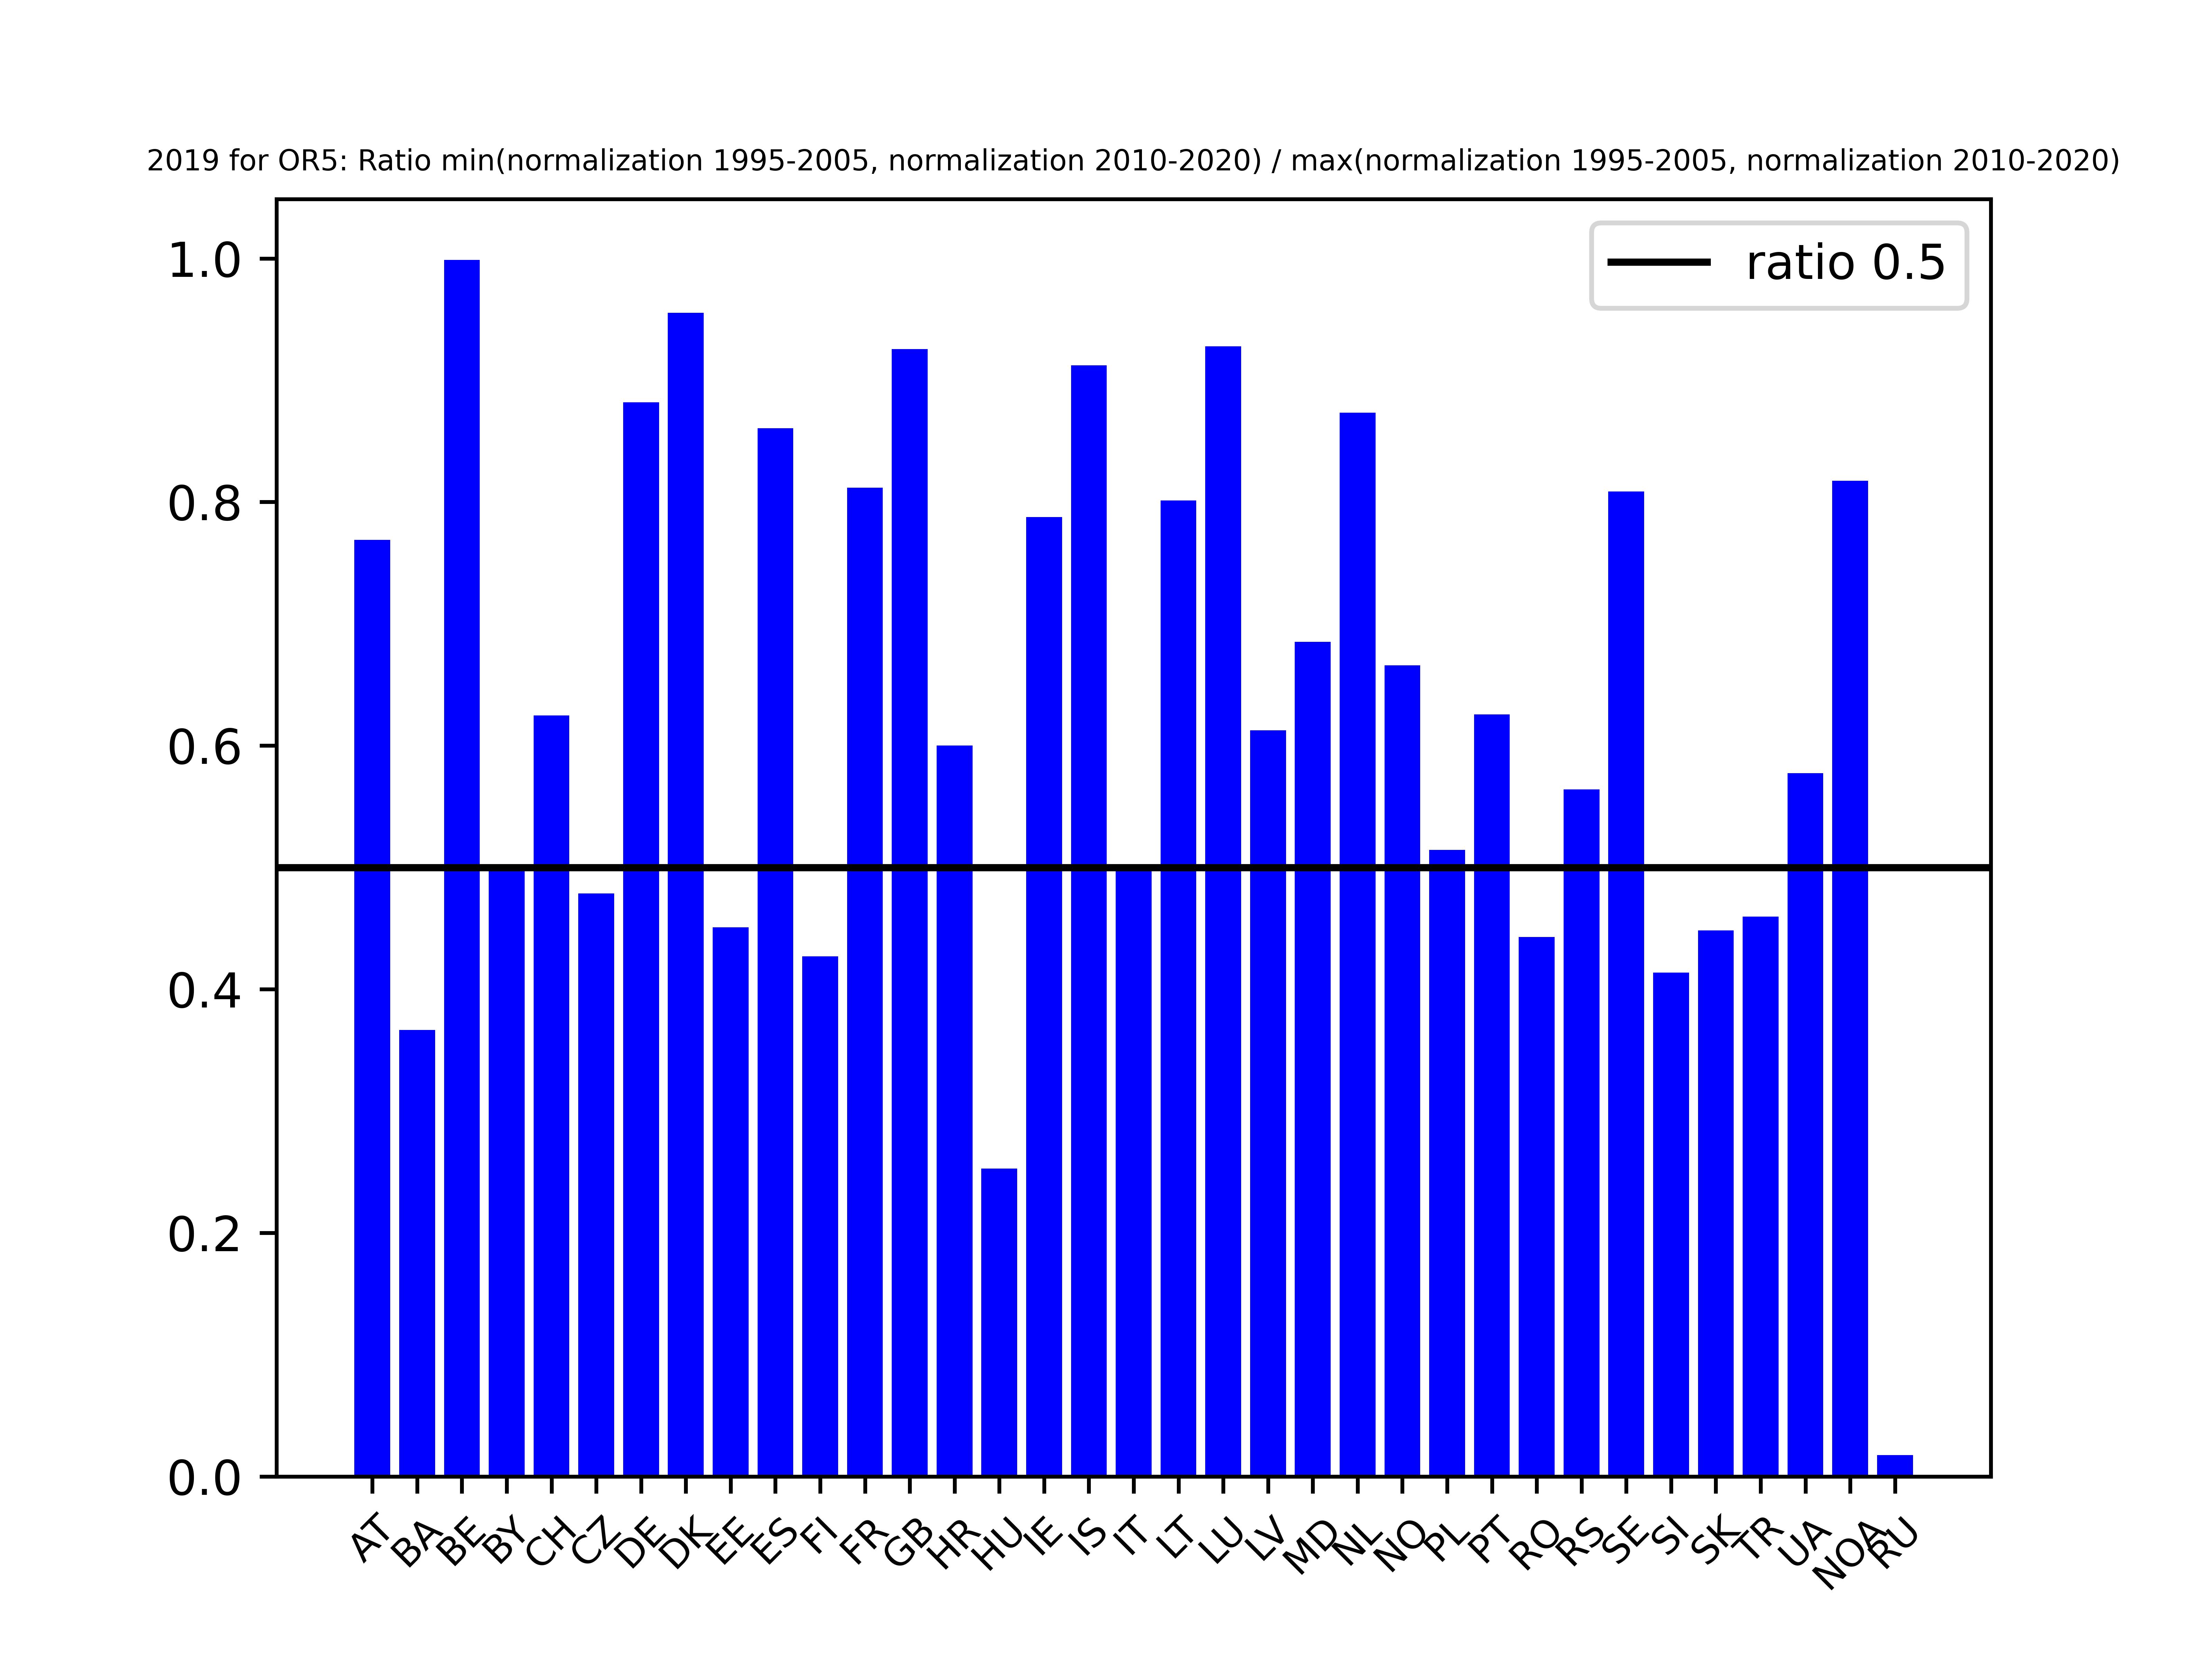 2019 for OR5: Ratio min(normalization 1995-2005, normalization 2010-2020) / max(normalization 1995-2005, normalization 2010-2020)
ratio 0.5
1.0
0.8
0.6
0.4
0.2
0.0
AT BA BE BY CH CZ DE DK EE ES FI FR GB HR HU IE IS IT LT LU LV MD NL NO PL PT RO RS SE SI SK TR UA NOA RU